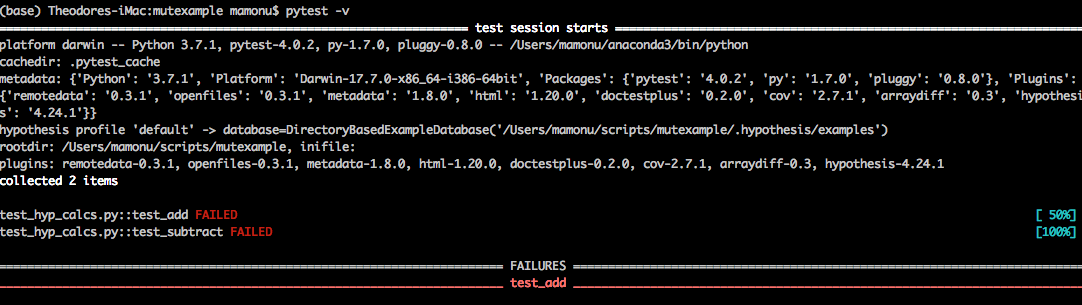 (base) Theodores-iMac:mutexample mamonu$ pytest -v
test session starts
platform darwin -- Python 3.7.1, pytest-4.0.2, py-1.7.0, pluggy-0.8.0 -- /Users/mamonu/anaconda3/bin/python
cachedir: .pytest_cache
metadata: {'Python': '3.7.1', 'Platform': 'Darwin-17.7.0-x86_64-i386-64bit', 'Packages': {'pytest': '4.0.2', 'py': '1.7.0', 'pluggy': '0.8.0'}, 'Plugins':
{'remotedata': '0.3.1', 'openfiles': '0.3.1', 'metadata': '1.8.0', 'html': '1.20.0', 'doctestplus': '0.2.0', 'cov': '2.7.1', 'arraydiff': '0.3', 'hypothesi
s': '4.24.1'}}
hypothesis profile 'default' -> database=DirectoryBasedExampleDatabase('/Users/mamonu/scripts/mutexample/.hypothesis/examples')
rootdir: /Users/mamonu/scripts/mutexample, inifile:
plugins: remotedata-0.3.1, openfiles-0.3.1, metadata-1.8.0, html-1.20.0, doctestplus-0.2.0, cov-2.7.1, arraydiff-0.3, hypothesis-4.24.1
collected 2 items
test_hyp_calcs.py::test_add FAILED [ 50%]
test_hyp_calcs.py::test_subtract FAILED [100%]
FAILURES
test_add